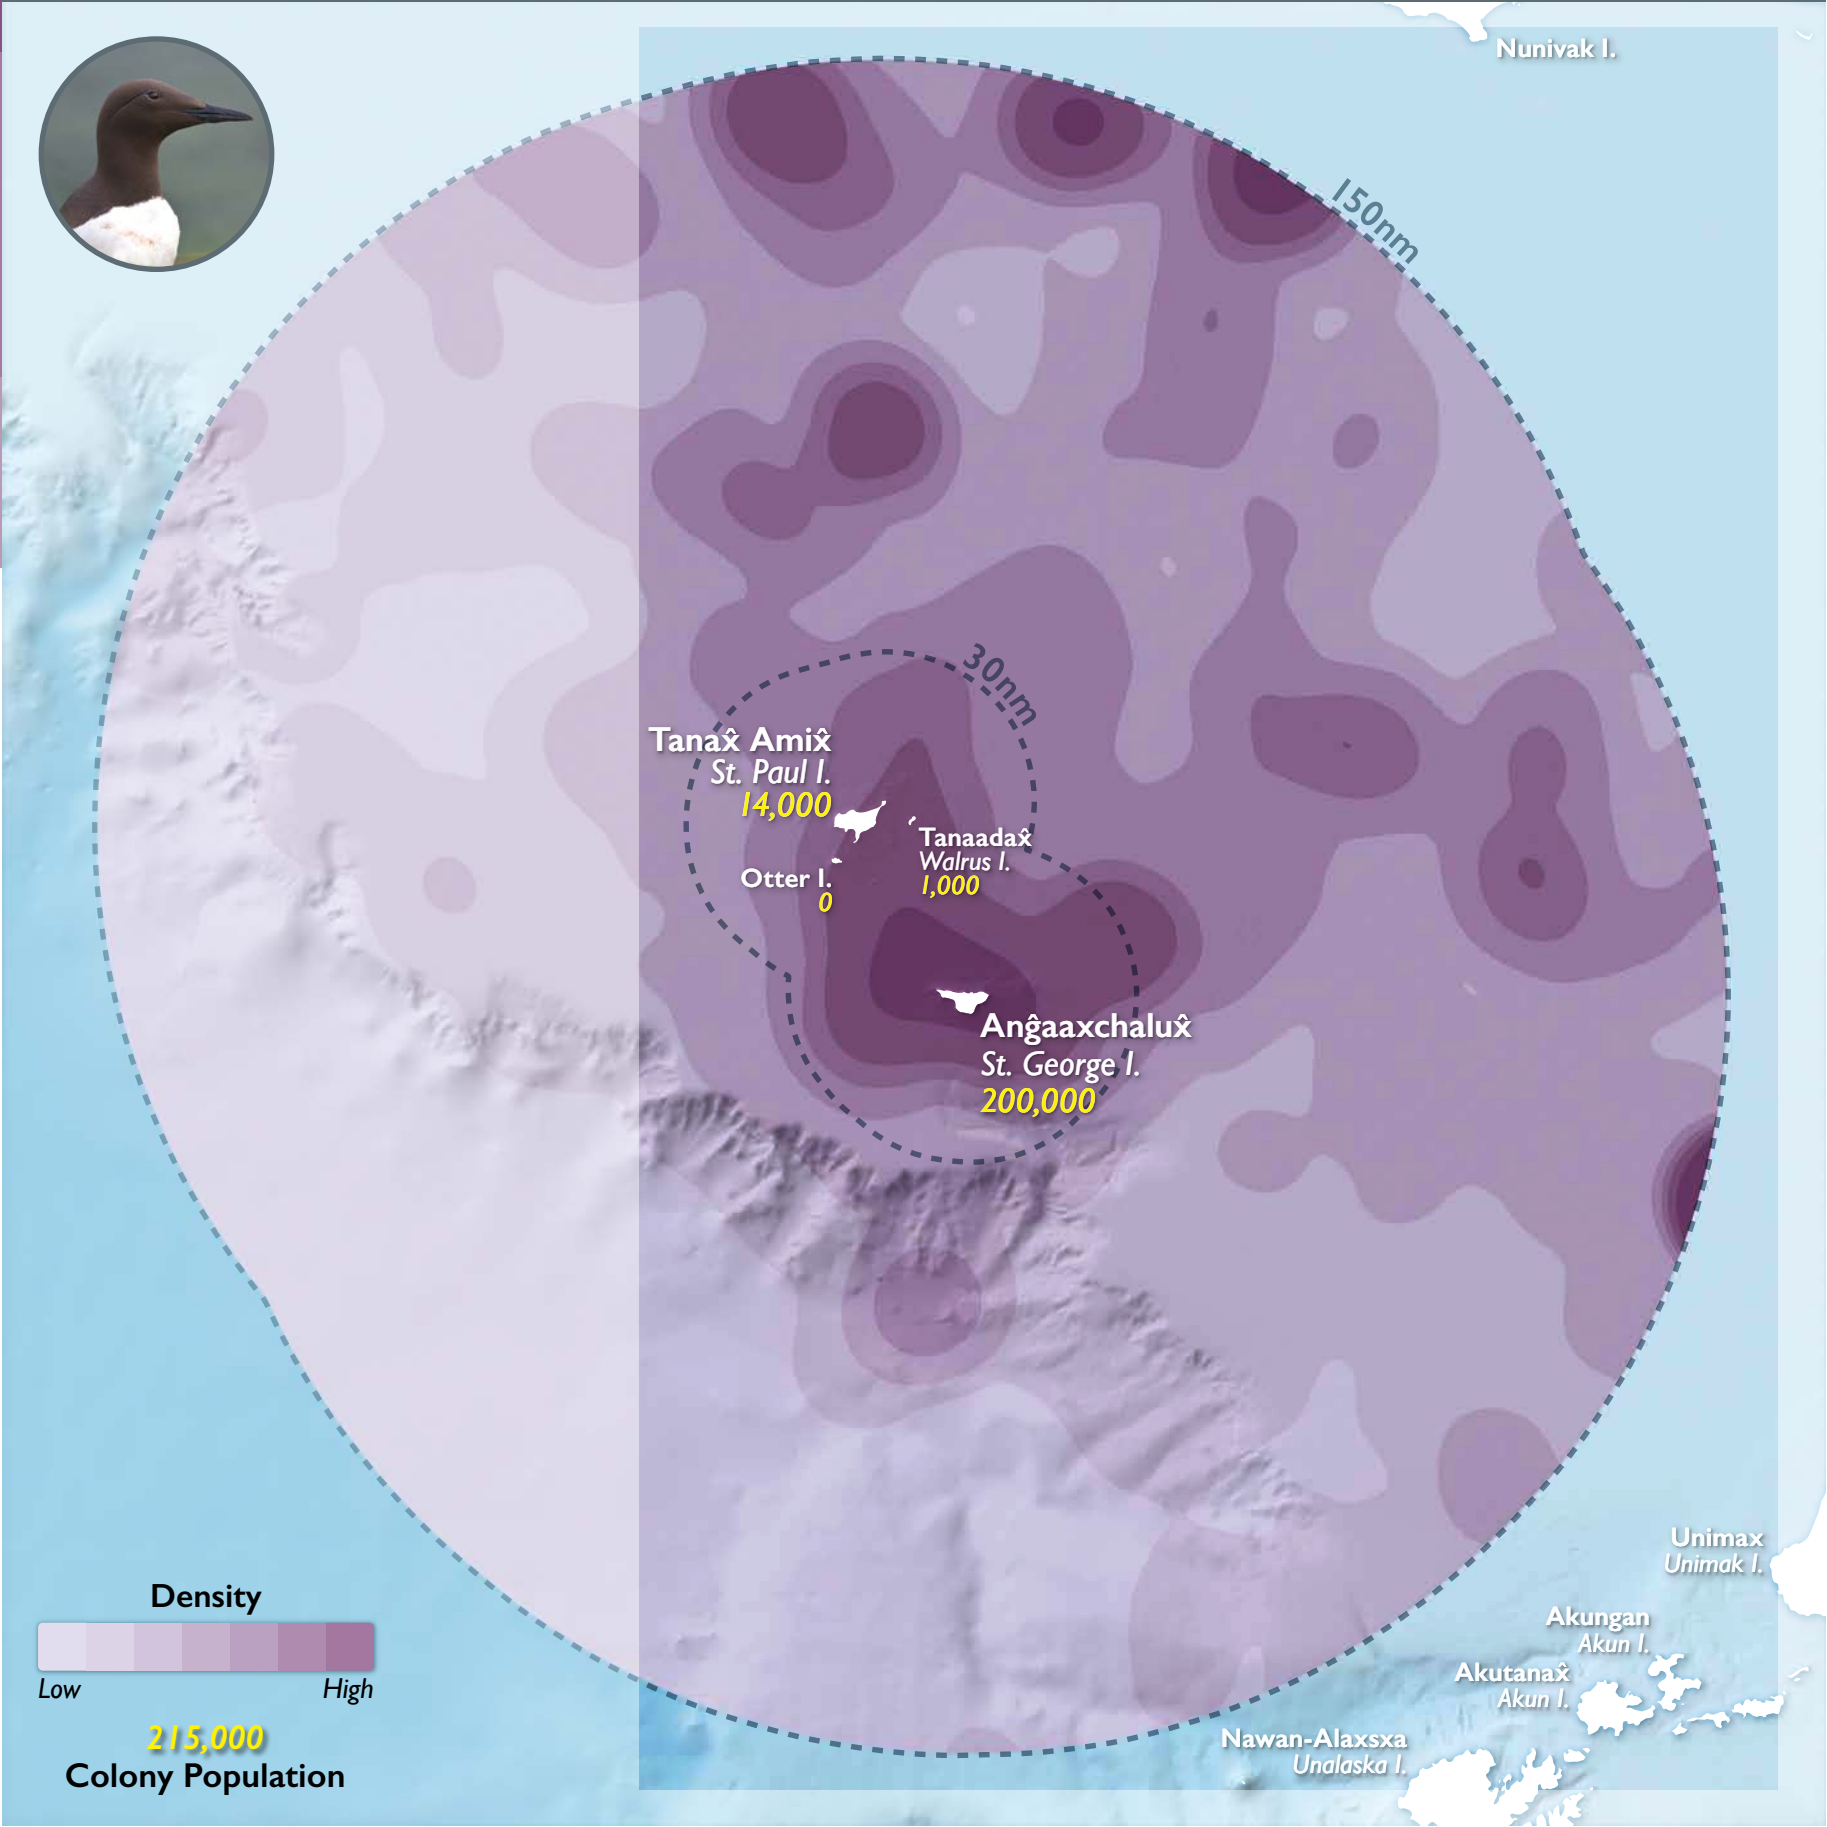 Nunivak I.
150nm
30nm
Tanax̂ Amix̂
St. Paul I.
14,000
Tanaadax̂
Walrus I.
1,000
Otter I.
0
Anĝaaxchalux̂
St. George I.
200,000
Unimax
Unimak I.
Akungan
Akun I.
Akutanax̂
Akun I.
Nawan-Alaxsxa
Unalaska I.
Density
Low High
215,000
Colony Population